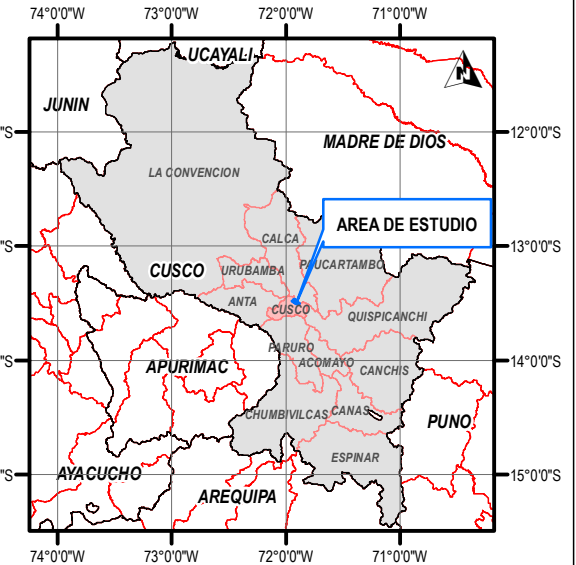 74°0'0"W 73°0'0"W 72°0'0"W 71°0'0"W
UCAYALI
N
JUNIN
"S 12°0'0"S
MADRE DE DIOS
LA CONVENCION
AREA DE ESTUDIO
CALCA
"S 13°0'0"S
PAUCARTAMBO
CUSCO URUBAMBA
ANTA
CUSCO
QUISPICANCHI
PARURO
"S 14°0'0"S
ACOMAYO
APURIMAC
CANCHIS
CHUMBIVILCAS CANAS
PUNO
ESPINAR
"S 15°0'0"S
AYACUCHO
AREQUIPA
74°0'0"W 73°0'0"W 72°0'0"W 71°0'0"W